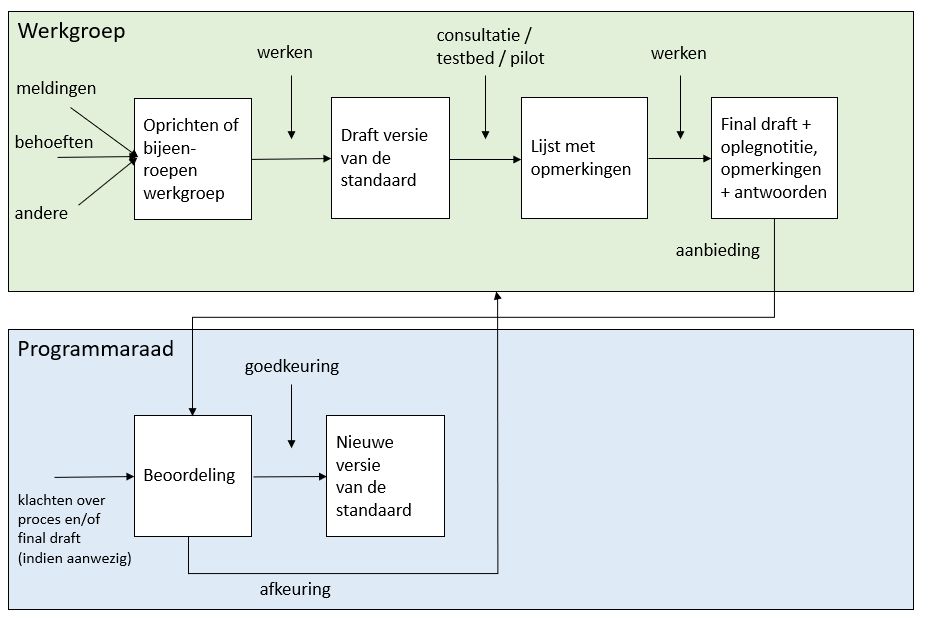 Werkgroep
werken
consultatie /
testbed / pilot
werken
meldingen
behoeften
andere
Oprichten of
bijeen-
roepen
werkgroep
Draft versie
van de
standaard
Lijst met
opmerkingen
Final draft +
oplegnotitie,
opmerkingen
+ antwoorden
aanbieding
Programmaraad
goedkeuring
Beoordeling
Nieuwe
versie
van de
standaard
klachten over
proces en/of
final draft
(indien aanwezig)
afkeuring